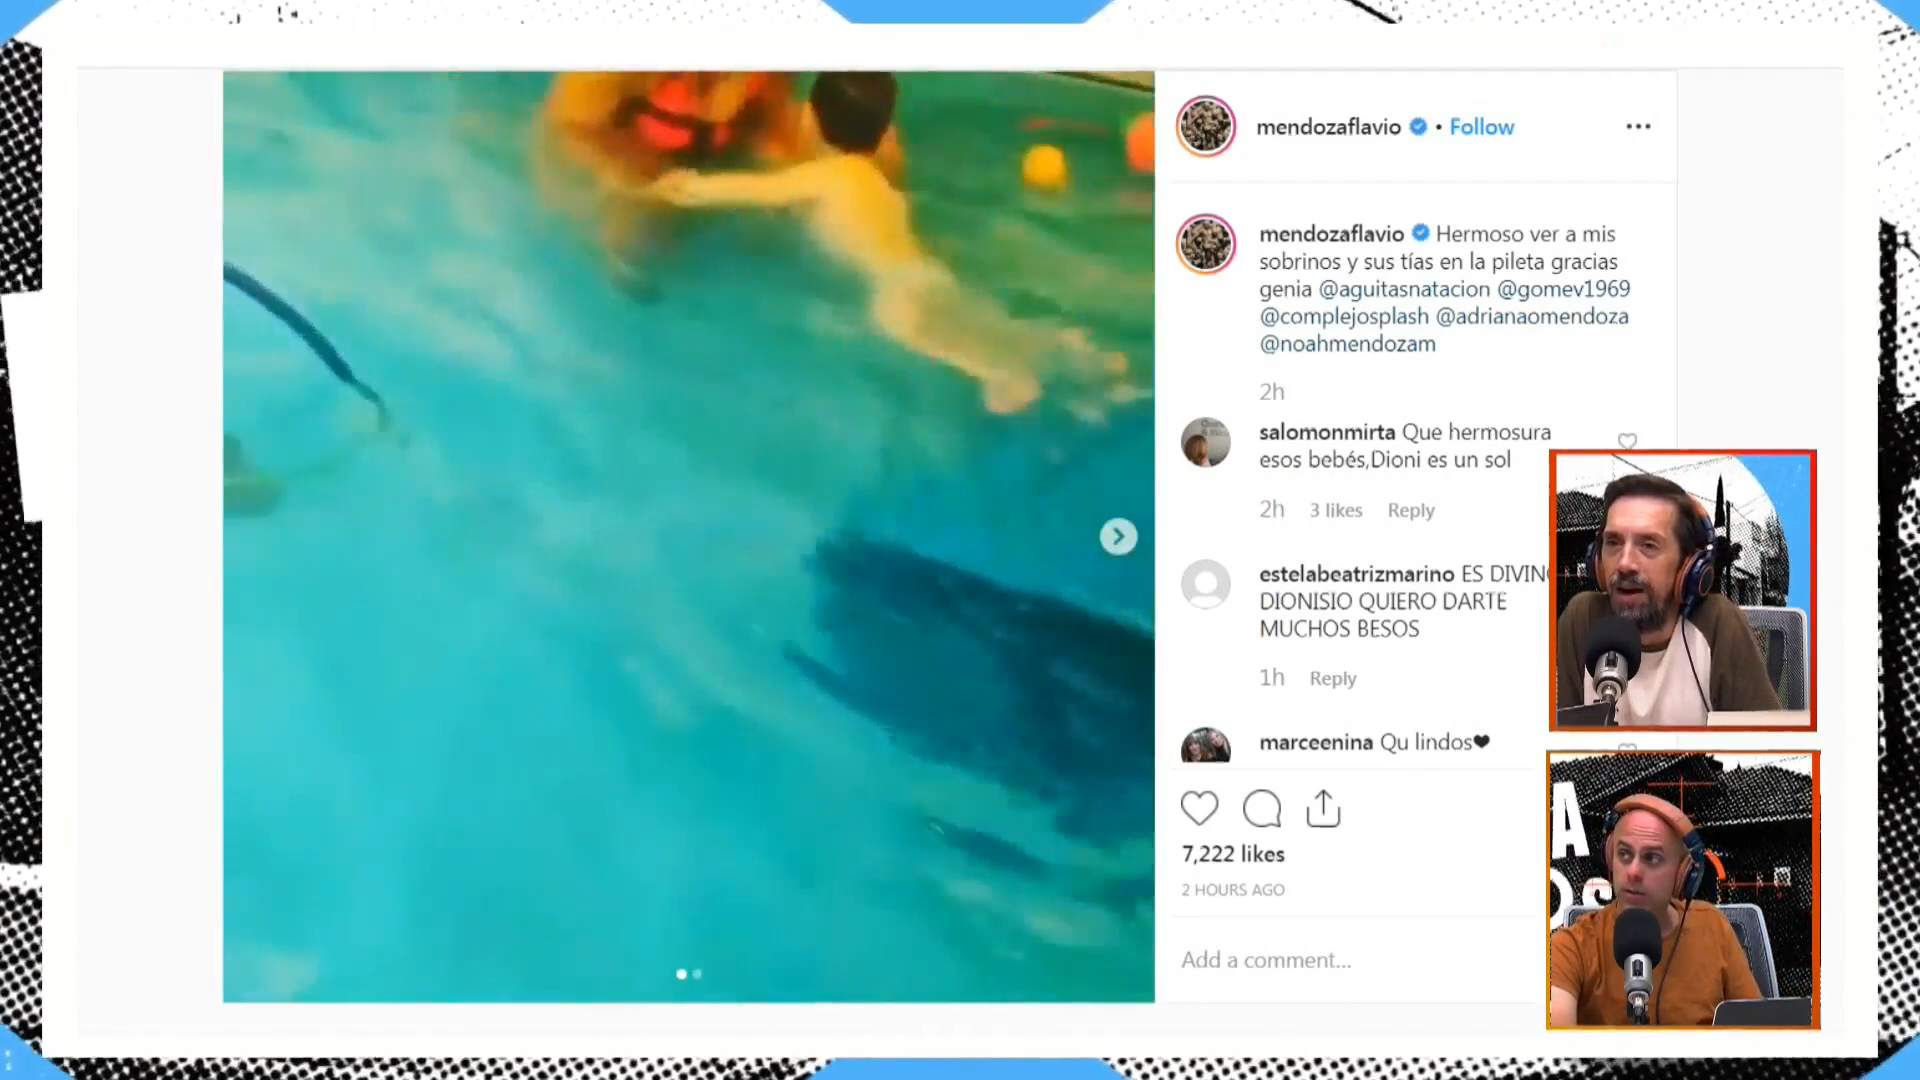 mendozaflavio • Follow
mendozaflavio Hermoso ver a mis
sobrinos y sus tías en la pileta gracias
genia @aguitasnatacion @gomev1969
@complejosplash @adrianaomendoza
@noahmendozam
2h
salomonmirta Que hermosura
esos bebés,Dioni es un sol
2h 3 likes Reply
estelabeatrizmarino ES DIVINO
DIONISIO QUIERO DARTE
MUCHOS BESOS
1h Reply
marceenina Qu lindos❤
7,222 likes
2 HOURS AGO
Add a comment...